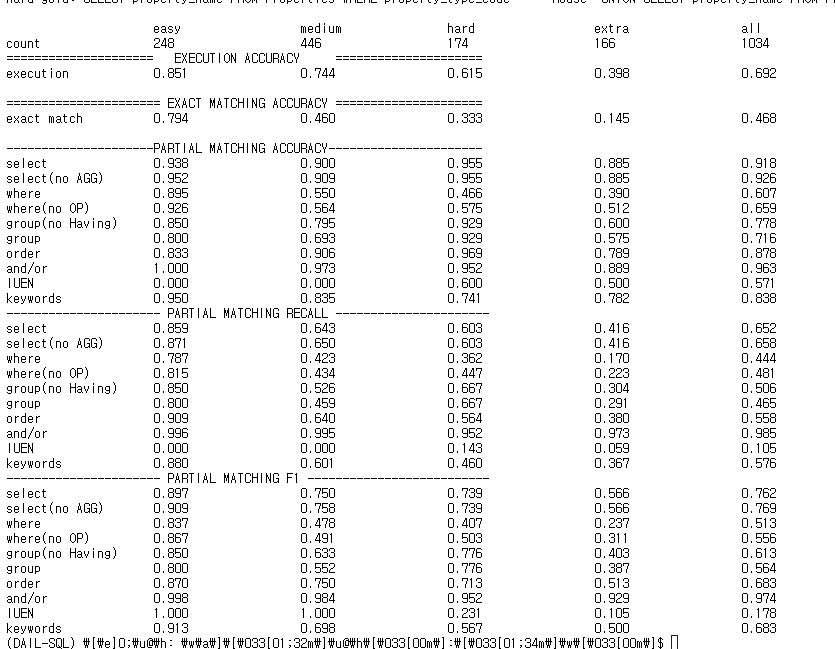 hard gold: SELECT property_name FROM Properties WHERE property_type_code
easy medium hard extra all
count 248 446 174 166 1034
===================== EXECUTION ACCURACY =====================
execution 0.851 0.744 0.615 0.398 0.692
====================== EXACT MATCHING ACCURACY =====================
exact match 0.794 0.460 0.333 0.145 0.468
---------------------PARTIAL MATCHING ACCURACY----------------------
select 0.938 0.900 0.955 0.885 0.918
select(no AGG) 0.952 0.909 0.955 0.885 0.926
where 0.895 0.550 0.466 0.390 0.607
where(no OP) 0.926 0.564 0.575 0.512 0.659
group(no Having) 0.850 0.795 0.929 0.600 0.778
group 0.800 0.693 0.929 0.575 0.716
order 0.833 0.906 0.969 0.789 0.878
and/or 1.000 0.973 0.952 0.889 0.963
IUEN 0.000 0.000 0.600 0.500 0.571
keywords 0.950 0.835 0.741 0.782 0.838
---------------------- PARTIAL MATCHING RECALL ----------------------
select 0.859 0.643 0.603 0.416 0.652
select(no AGG) 0.871 0.650 0.603 0.416 0.658
where 0.787 0.423 0.362 0.170 0.444
where(no OP) 0.815 0.434 0.447 0.223 0.481
group(no Having) 0.850 0.526 0.667 0.304 0.506
group 0.800 0.459 0.667 0.291 0.465
order 0.909 0.640 0.564 0.380 0.558
and/or 0.996 0.995 0.952 0.973 0.985
IUEN 0.000 0.000 0.143 0.059 0.105
keywords 0.880 0.601 0.460 0.367 0.576
---------------------- PARTIAL MATCHING F1 --------------------------
select 0.897 0.750 0.739 0.566 0.762
select(no AGG) 0.909 0.758 0.739 0.566 0.769
where 0.837 0.478 0.407 0.237 0.513
where(no OP) 0.867 0.491 0.503 0.311 0.556
group(no Having) 0.850 0.633 0.776 0.403 0.613
group 0.800 0.552 0.776 0.387 0.564
order 0.870 0.750 0.713 0.513 0.683
and/or 0.998 0.984 0.952 0.929 0.974
IUEN 1.000 1.000 0.231 0.105 0.178
keywords 0.913 0.698 0.567 0.500 0.683
(DAIL-SQL) ₩[₩e]0;₩u@₩h: ₩w₩a₩]₩[₩033[01;32m₩]₩u@₩h₩[₩033[00m₩]:₩[₩033[01;34m₩]₩w₩[₩033[00m₩]$